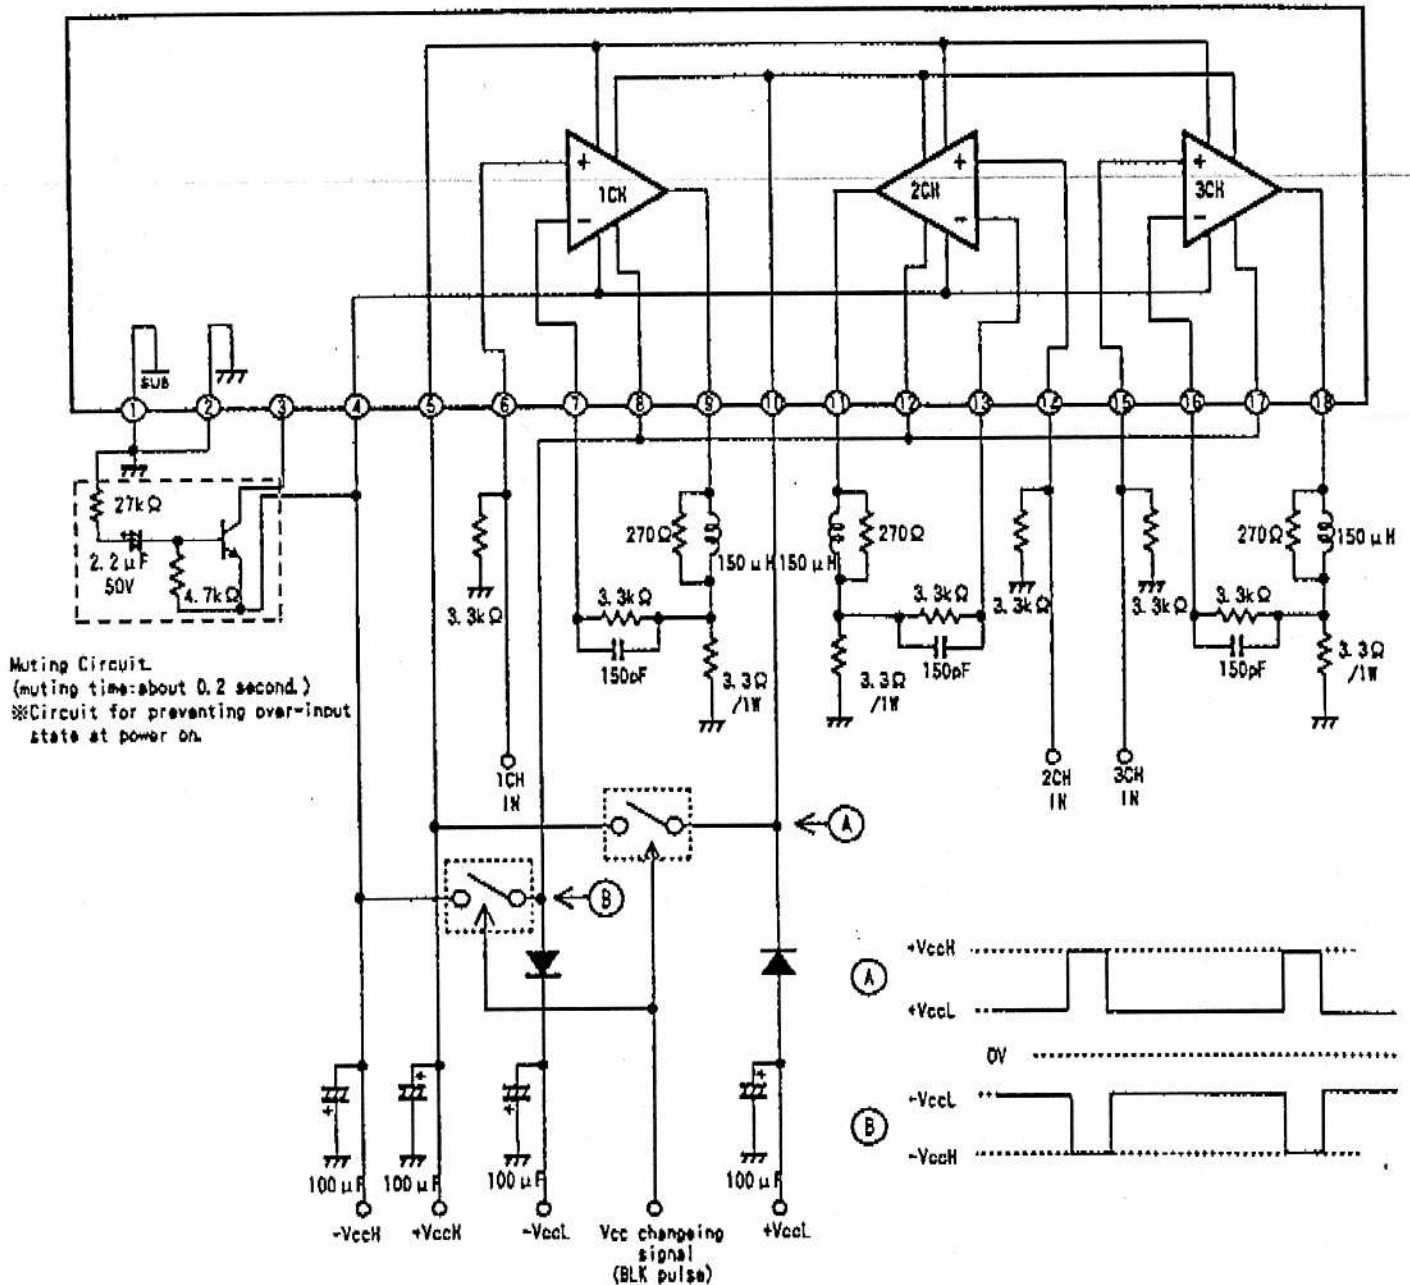 1CH
2CH
3CH
+
−
+
−
+
−
SUB
1 2 3 4 5 6 7 8 9 10 11 12 13 14 15 16 17 18
27kΩ
2.2μF
50V
4.7kΩ
3.3kΩ
270Ω
150μH
3.3kΩ
150pF
3.3Ω
/1W
150μH
270Ω
3.3kΩ
150pF
3.3Ω
/1W
3.3kΩ
3.3kΩ
270Ω
150μH
3.3kΩ
150pF
3.3Ω
/1W
Muting Circuit.
(muting time:about 0.2 second.)
※Circuit for preventing over-input
state at power on.
1CH
IN
2CH
IN
3CH
IN
A
B
+
100μF
+
100μF
+
100μF
+
100μF
-VccH
+VccH
-VccL
Vcc changeing
signal
(BLK pulse)
+VccL
A
+VccH
+VccL
0V
B
-VccL
-VccH